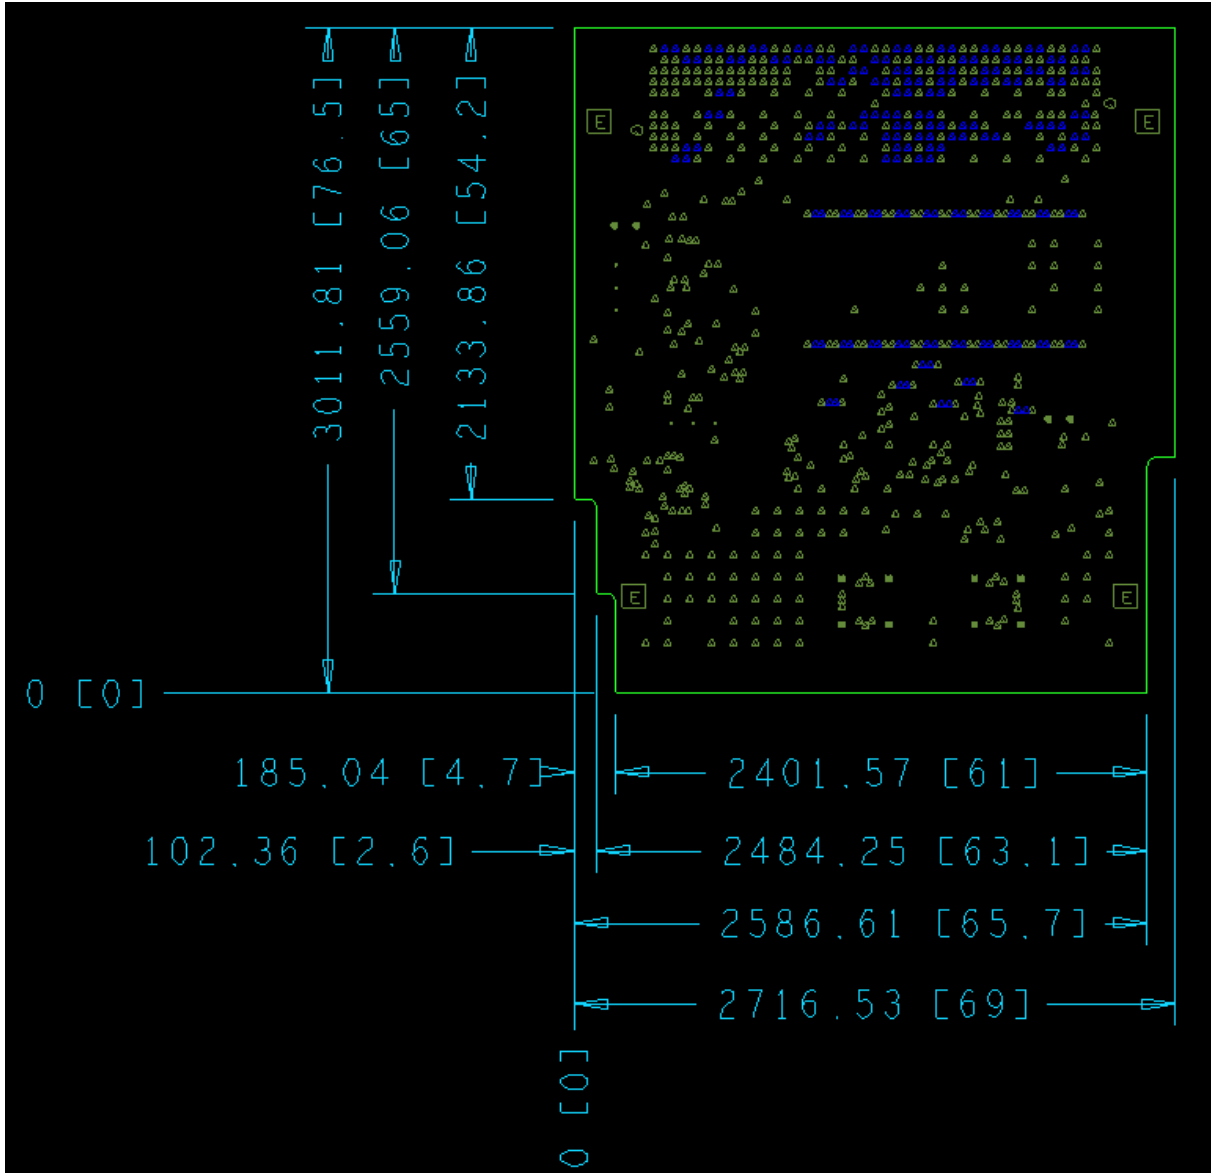 3011.81 [76.5]
2559.06 [65]
2133.86 [54.2]
E
E
E
E
0 [0]
185.04 [4.7]
2401.57 [61]
102.36 [2.6]
2484.25 [63.1]
2586.61 [65.7]
2716.53 [69]
0 [0]